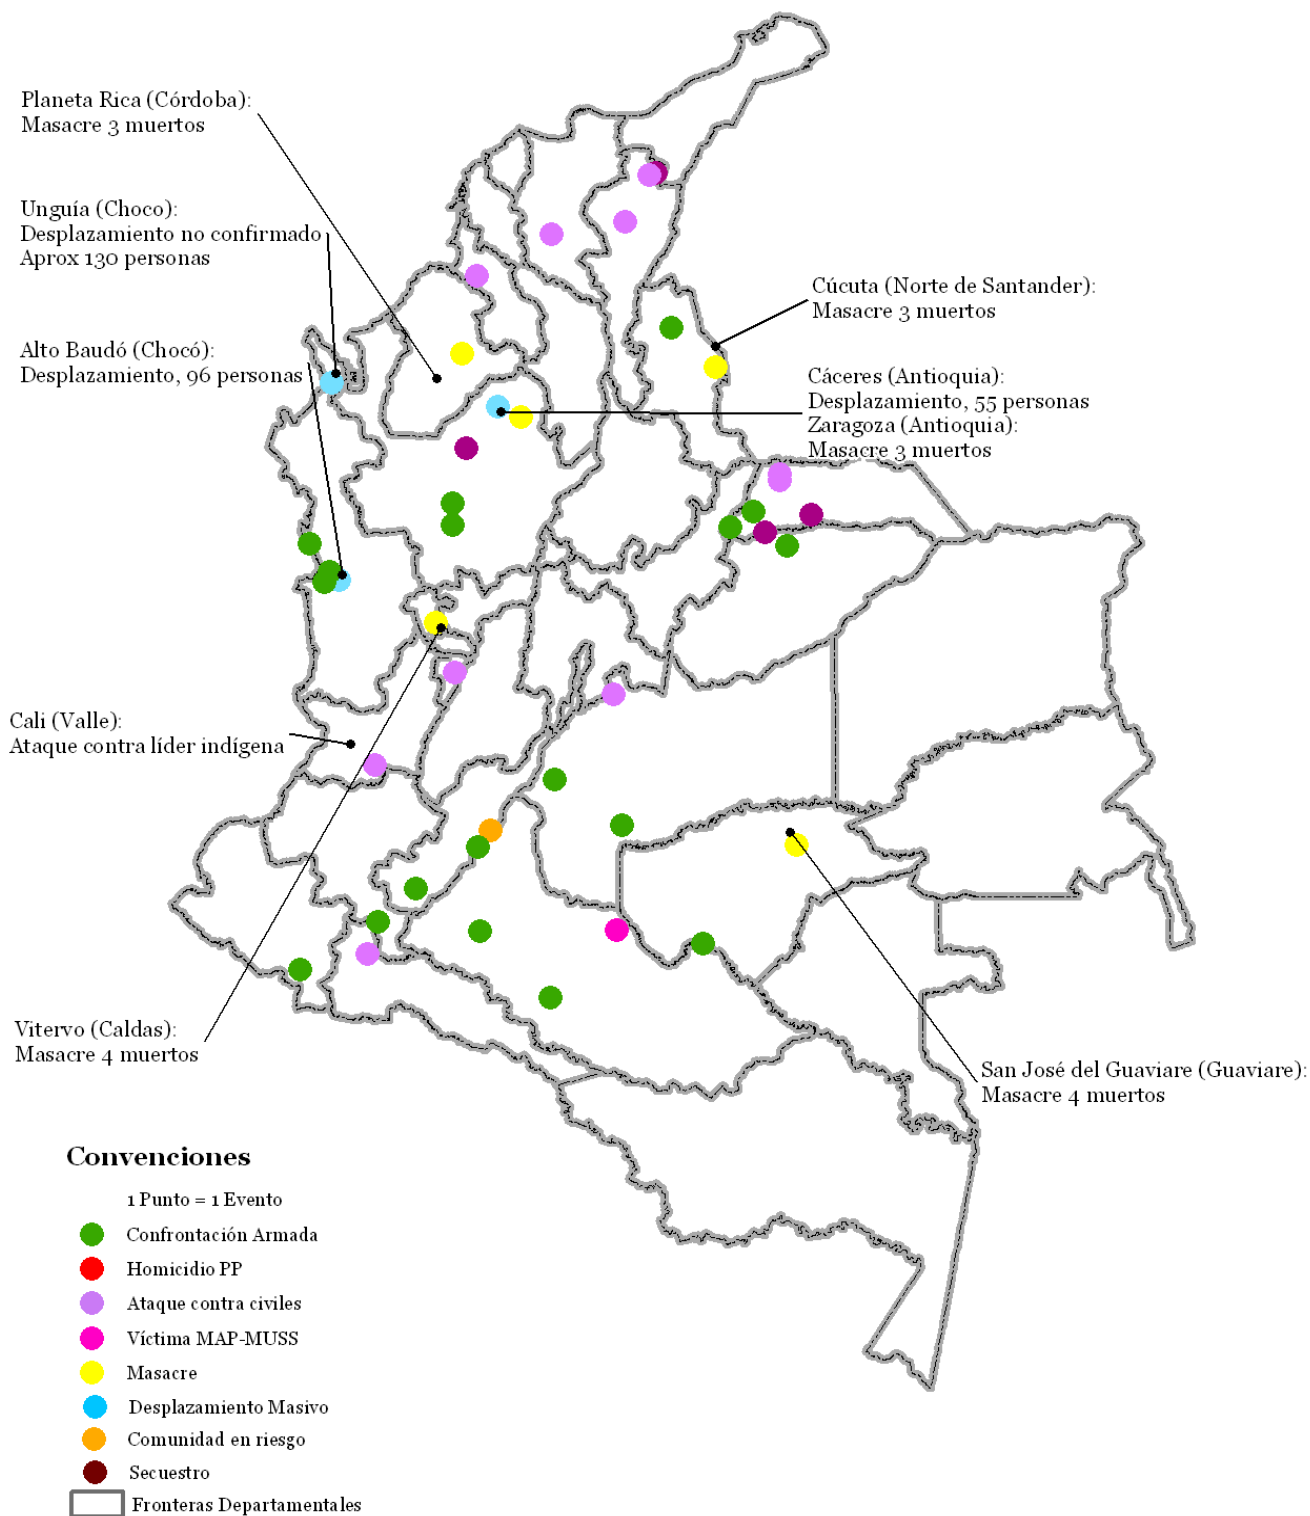 Planeta Rica (Córdoba):
Masacre 3 muertos
Unguía (Choco):
Desplazamiento no confirmado
Aprox 130 personas
Alto Baudó (Chocó):
Desplazamiento, 96 personas
Cúcuta (Norte de Santander):
Masacre 3 muertos
Cáceres (Antioquia):
Desplazamiento, 55 personas
Zaragoza (Antioquia):
Masacre 3 muertos
Cali (Valle):
Ataque contra líder indígena
Vitervo (Caldas):
Masacre 4 muertos
San José del Guaviare (Guaviare):
Masacre 4 muertos
Convenciones
1 Punto = 1 Evento
Confrontación Armada
Homicidio PP
Ataque contra civiles
Víctima MAP-MUSS
Masacre
Desplazamiento Masivo
Comunidad en riesgo
Secuestro
Fronteras Departamentales